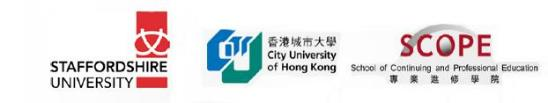 STAFFORDSHIRE
UNIVERSITY
香港城市大學
City University
of Hong Kong
SCOPE
School of Continuing and Professional Education
專業進修學院